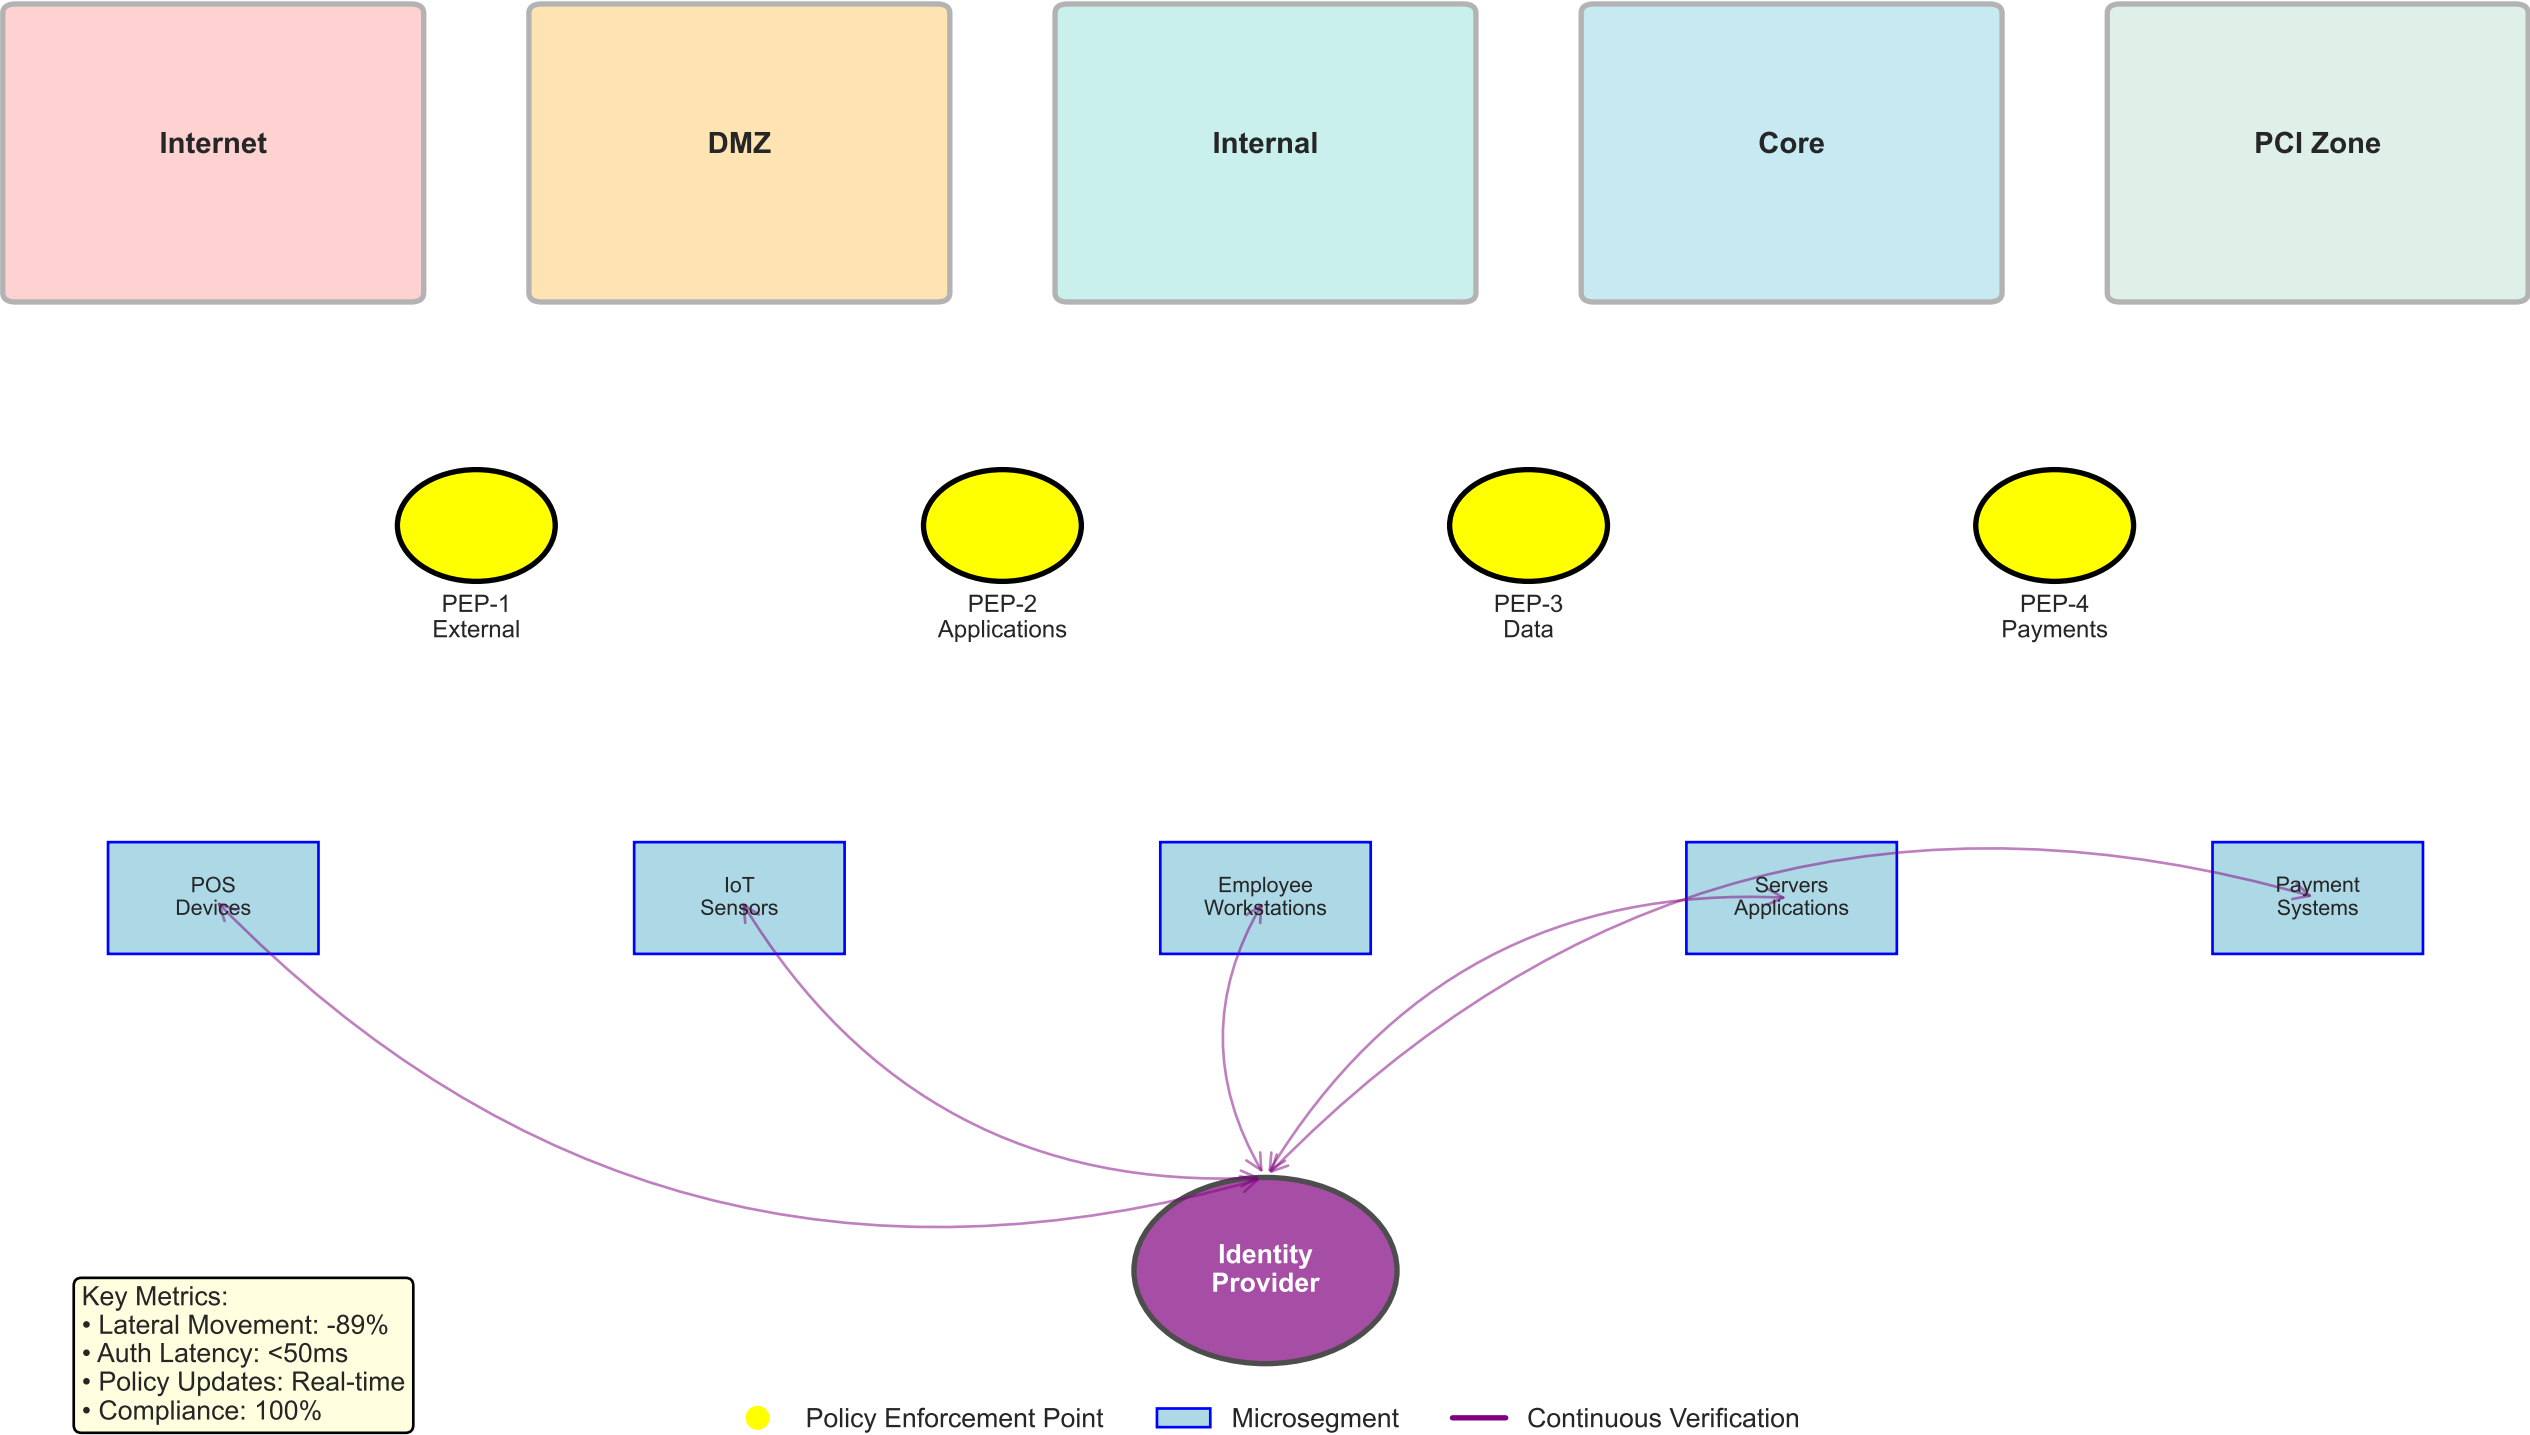 Internet
DMZ
Internal
Core
PCI Zone
PEP-1
External
PEP-2
Applications
PEP-3
Data
PEP-4
Payments
POS
Devices
IoT
Sensors
Employee
Workstations
Servers
Applications
Payment
Systems
Identity
Provider
Key Metrics:
• Lateral Movement: -89%
• Auth Latency: <50ms
• Policy Updates: Real-time
• Compliance: 100%
Policy Enforcement Point
Microsegment
Continuous Verification